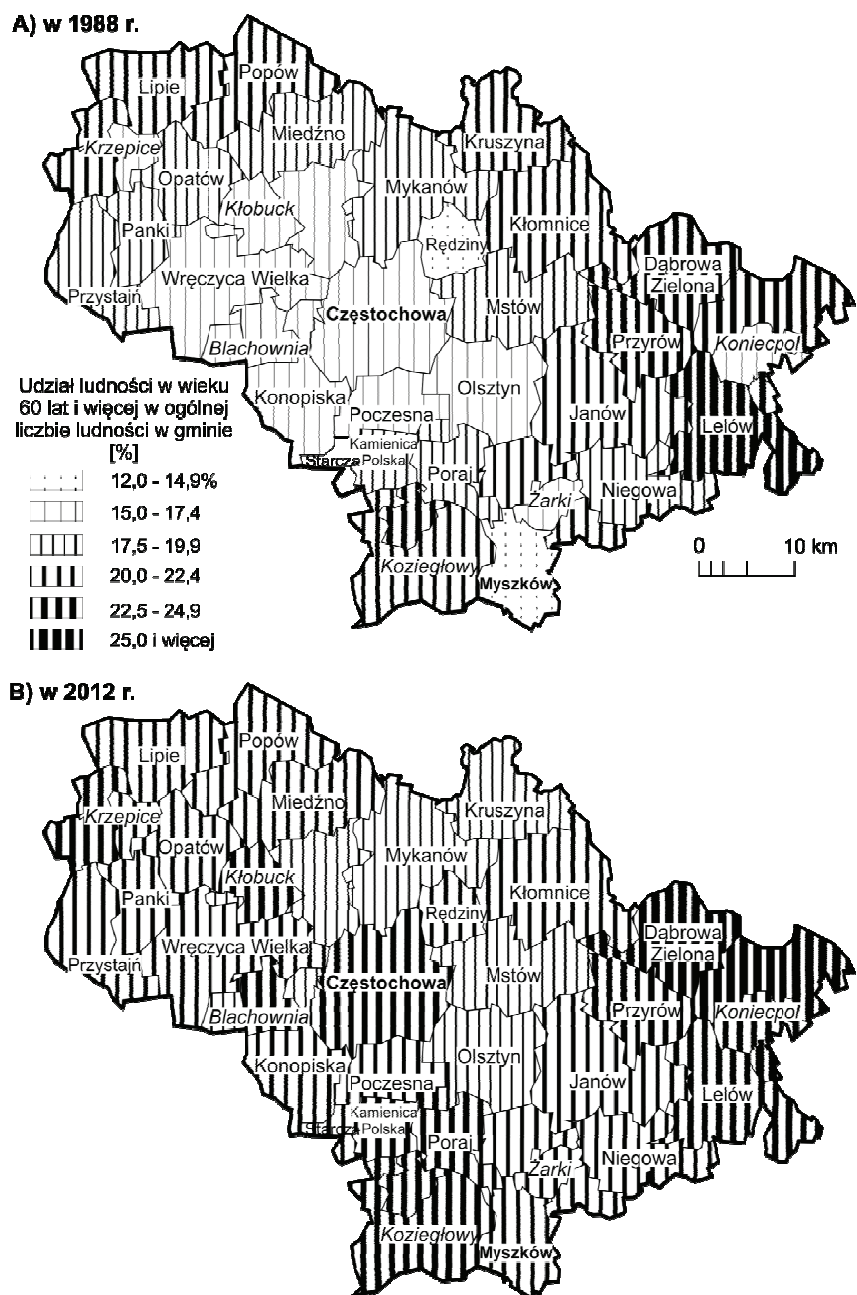 A) w 1988 r.
Popów
Lipie
Miedźno
Kruszyna
Krzepice
Opatów
Mykanów
Kłobuck
Kłomnice
Panki
Rędziny
Dąbrowa
Zielona
Wręczyca Wielka
Przystajń
Mstów
Częstochowa
Przyrów
Koniecpol
Blachownia
Udział ludności w wieku
60 lat i więcej w ogólnej
liczbie ludności w gminie
[%]
Konopiska
Olsztyn
Poczesna
Janów
Lelów
Kamienica
Polska
Starcza
Poraj
Żarki
Niegowa
12,0 - 14,9%
15,0 - 17,4
17,5 - 19,9
20,0 - 22,4
22,5 - 24,9
25,0 i więcej
0 10 km
Koziegłowy
Myszków
B) w 2012 r.
Popów
Lipie
Miedźno
Kruszyna
Krzepice
Opatów
Mykanów
Kłobuck
Kłomnice
Panki
Rędziny
Dąbrowa
Zielona
Wręczyca Wielka
Przystajń
Mstów
Częstochowa
Przyrów
Koniecpol
Blachownia
Konopiska
Olsztyn
Poczesna
Janów
Lelów
Kamienica
Polska
Starcza
Poraj
Żarki
Niegowa
Koziegłowy
Myszków